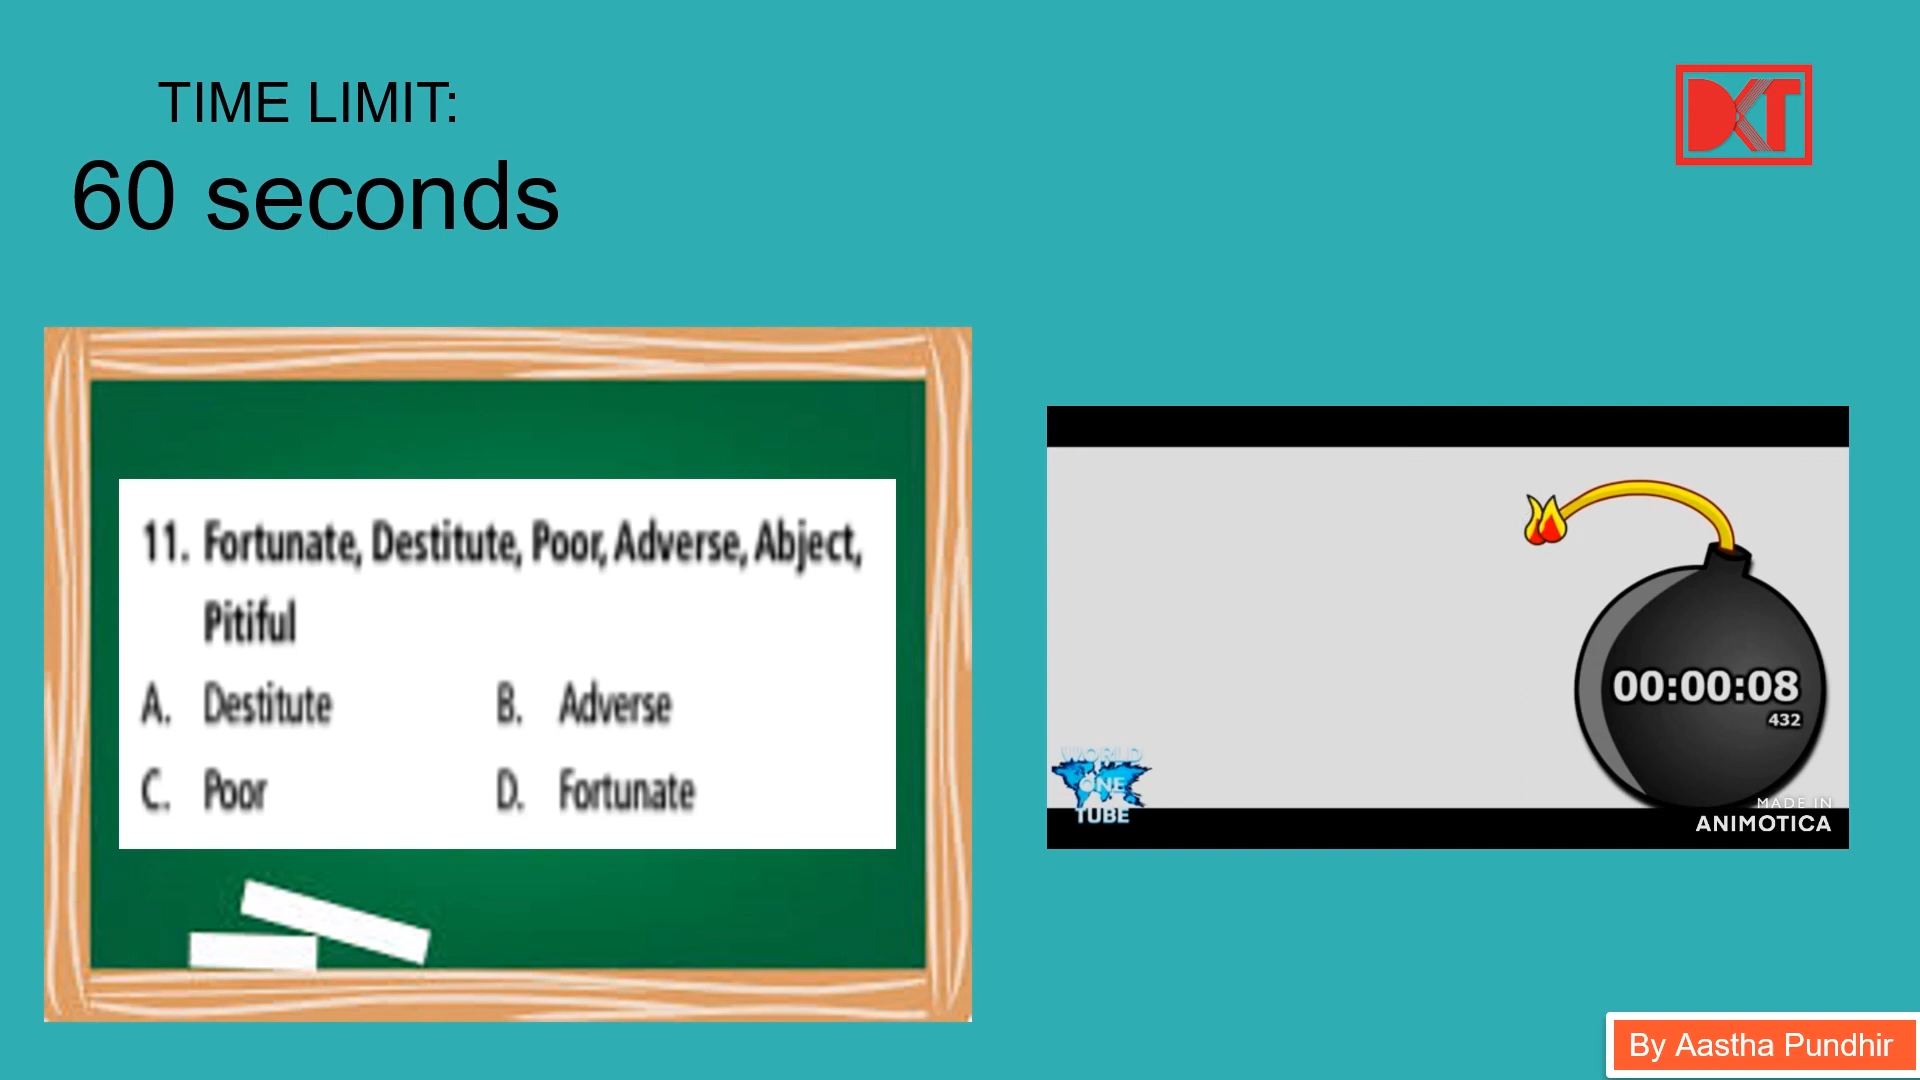 TIME LIMIT:
60 seconds
DKT
11. Fortunate, Destitute, Poor, Adverse, Abject,
Pitiful
A. Destitute B. Adverse
C. Poor D. Fortunate
00:00:08
432
WORLD
ONE
TUBE
MADE IN
ANIMOTICA
By Aastha Pundhir